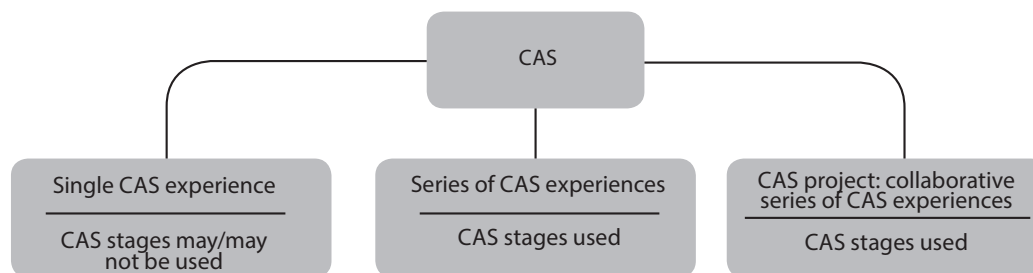 CAS
Single CAS experience
CAS stages may/may
not be used
Series of CAS experiences
CAS stages used
CAS project: collaborative
series of CAS experiences
CAS stages used